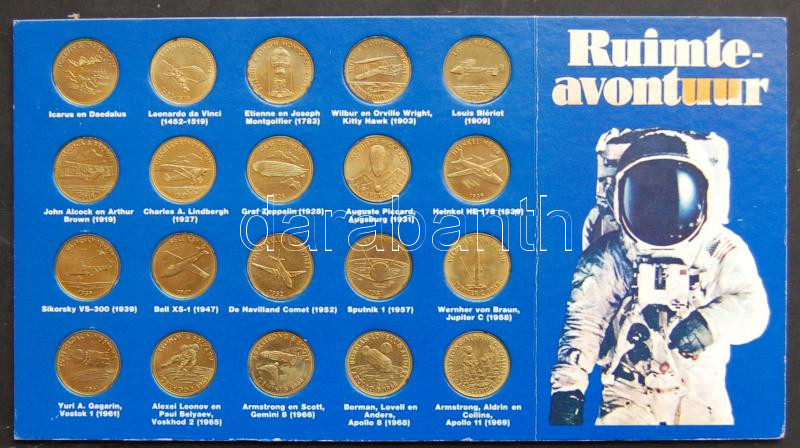 Ruimte-
avontuur
Icarus en Daedalus
Leonardo da Vinci
(1452-1519)
Etienne en Joseph
Montgolfier
(1783)
Wilbur en Orville Wright,
Kitty Hawk (1903)
Louis Blériot
(1909)
John Alcock en Arthur
Brown (1919)
Charles A. Lindbergh
(1927)
Graf Zeppelin (1928)
Auguste Piccard,
Augsburg (1931)
Heinkel HE 178 (1939)
darabanth
Sikorsky VS-300 (1939)
Bell XS-1 (1947)
De Havilland Comet (1952)
Sputnik 1 (1957)
Wernher von Braun,
Jupiter C (1958)
Yuri A. Gagarin,
Vostok 1 (1961)
Alexei Leonov en
Paul Belyaev,
Voskhod 2 (1965)
Armstrong en Scott,
Gemini 8 (1966)
Borman, Lovell en
Anders,
Apollo 8 (1968)
Armstrong, Aldrin en
Collins,
Apollo 11 (1969)